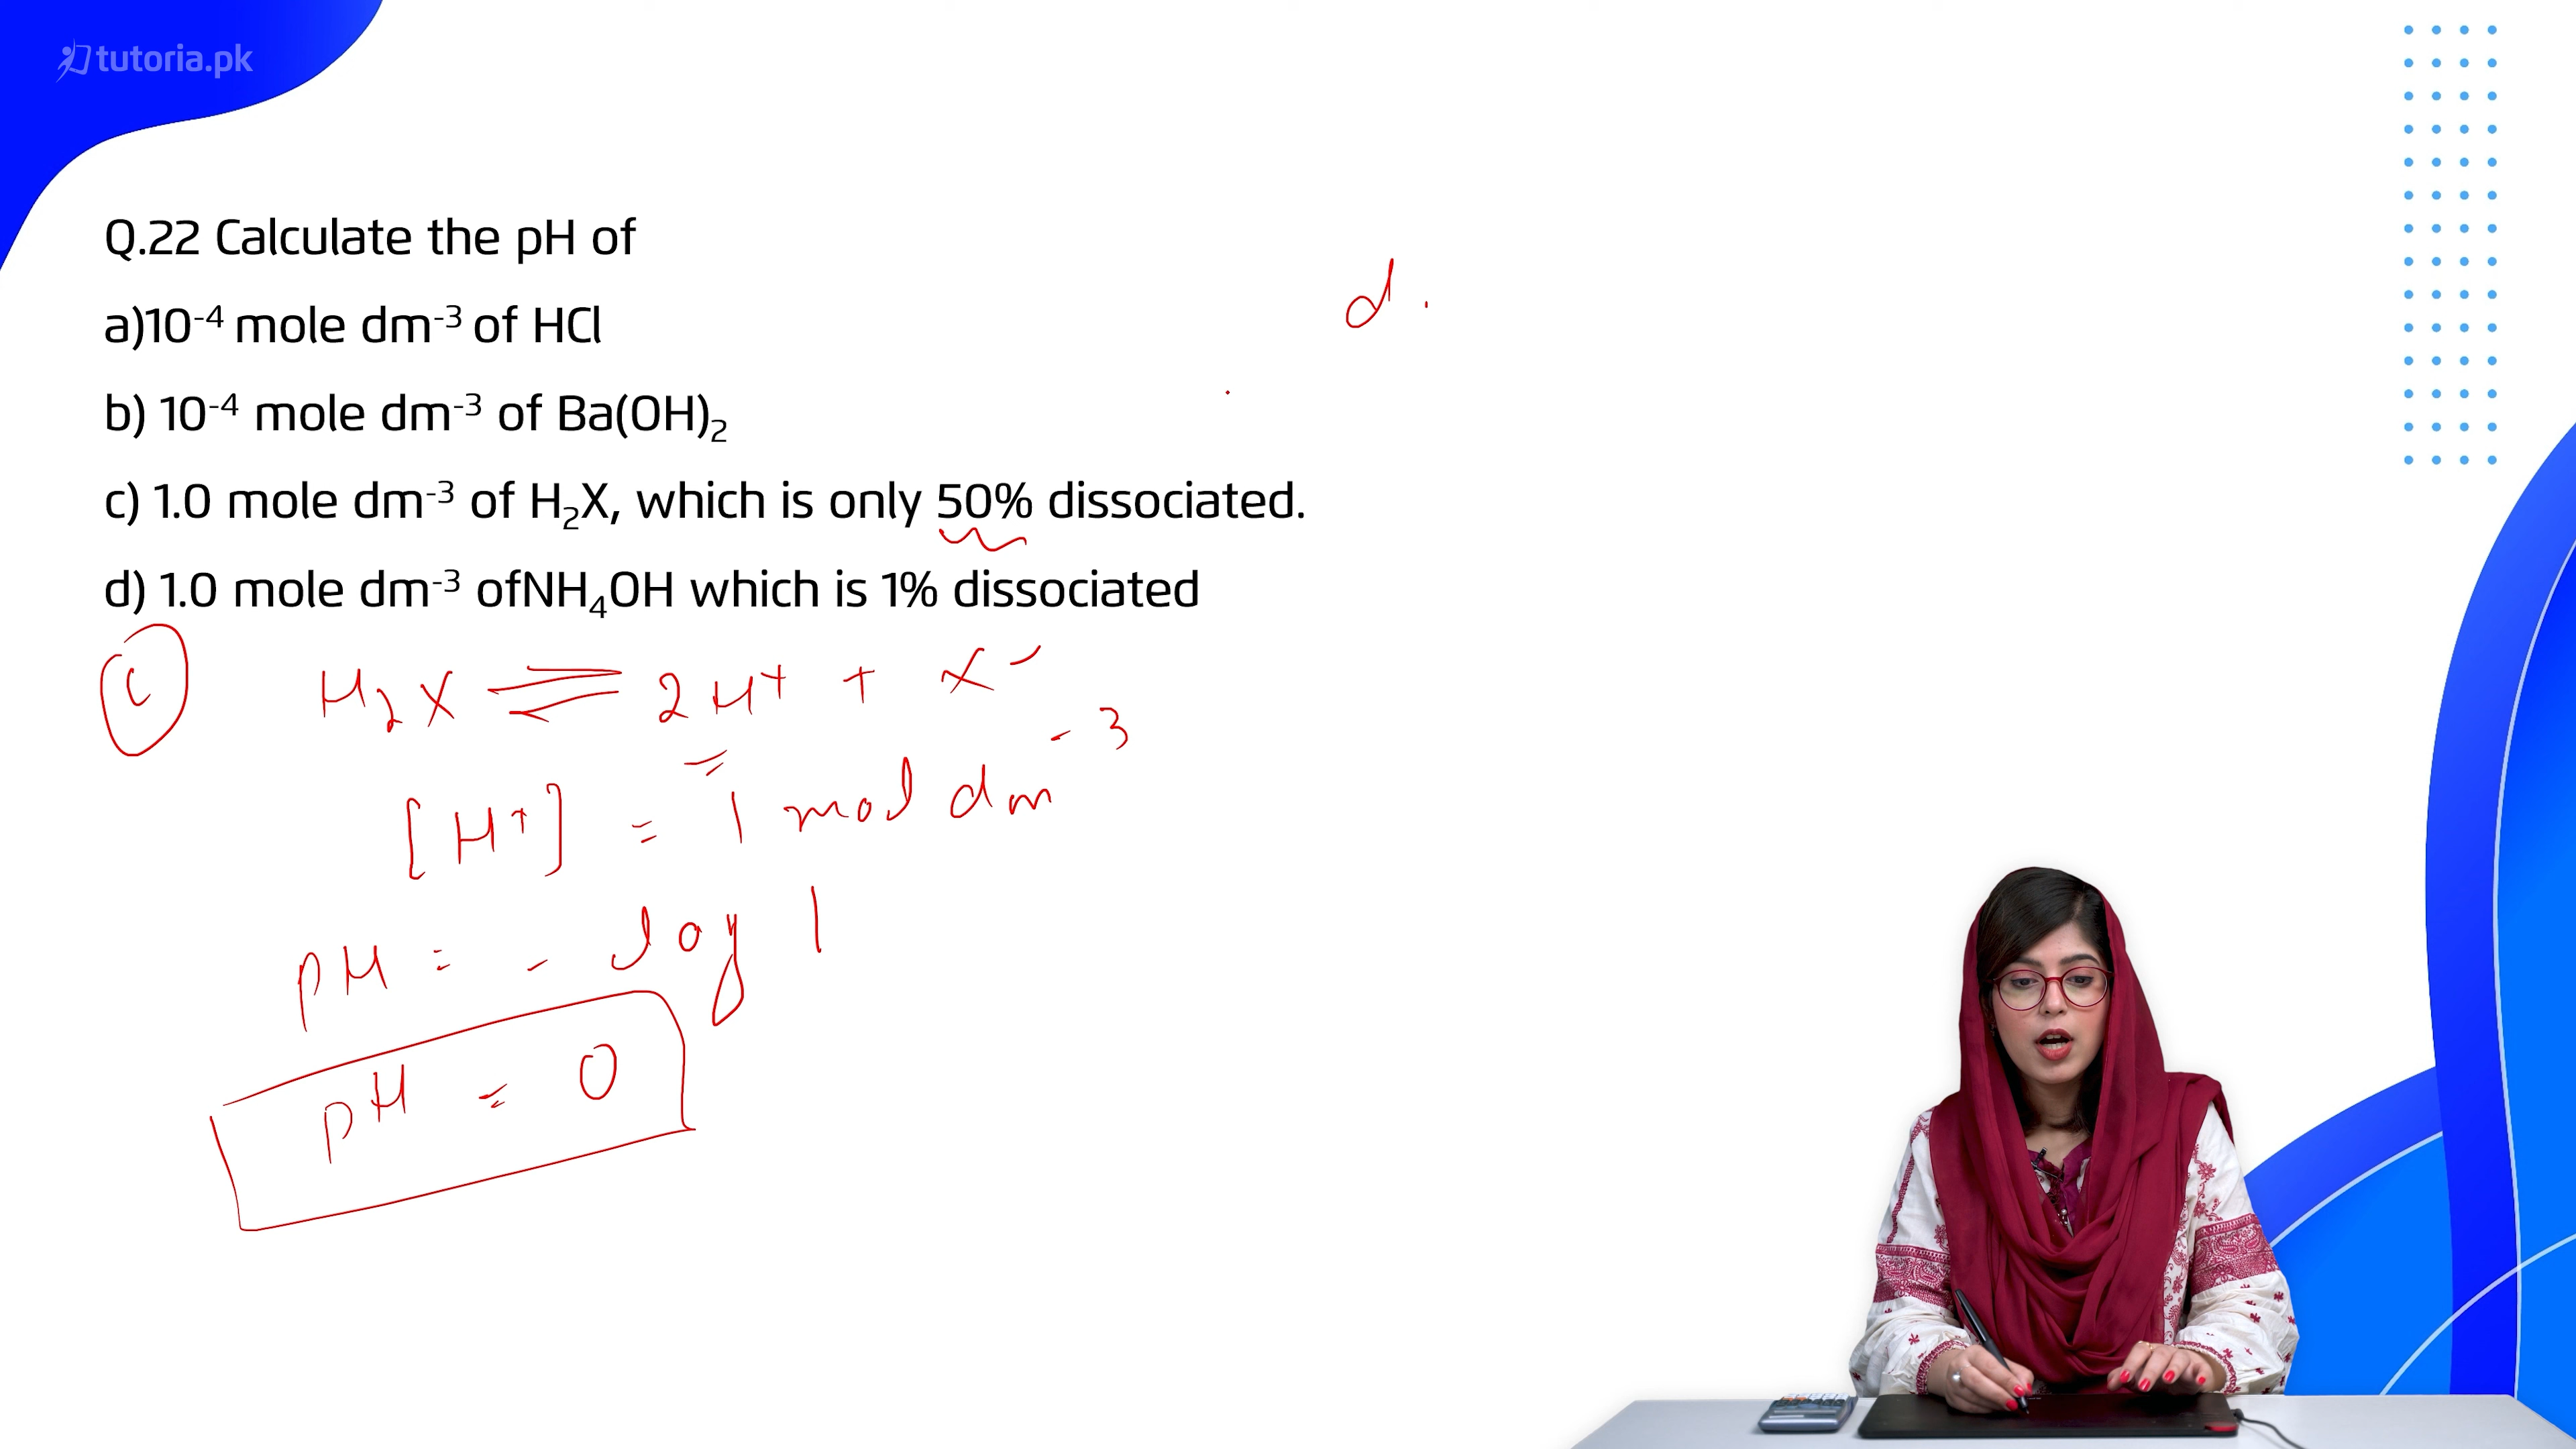 tutoria.pk
Q.22 Calculate the pH of
a)10⁻⁴ mole dm⁻³ of HCl
b) 10⁻⁴ mole dm⁻³ of Ba(OH)₂
c) 1.0 mole dm⁻³ of H₂X, which is only 50% dissociated.
d) 1.0 mole dm⁻³ ofNH₄OH which is 1% dissociated
d.
c H₂X ⇌ 2H⁺ + X⁻
[H⁺] = 1 mol dm⁻³
pH = - log 1
pH = 0